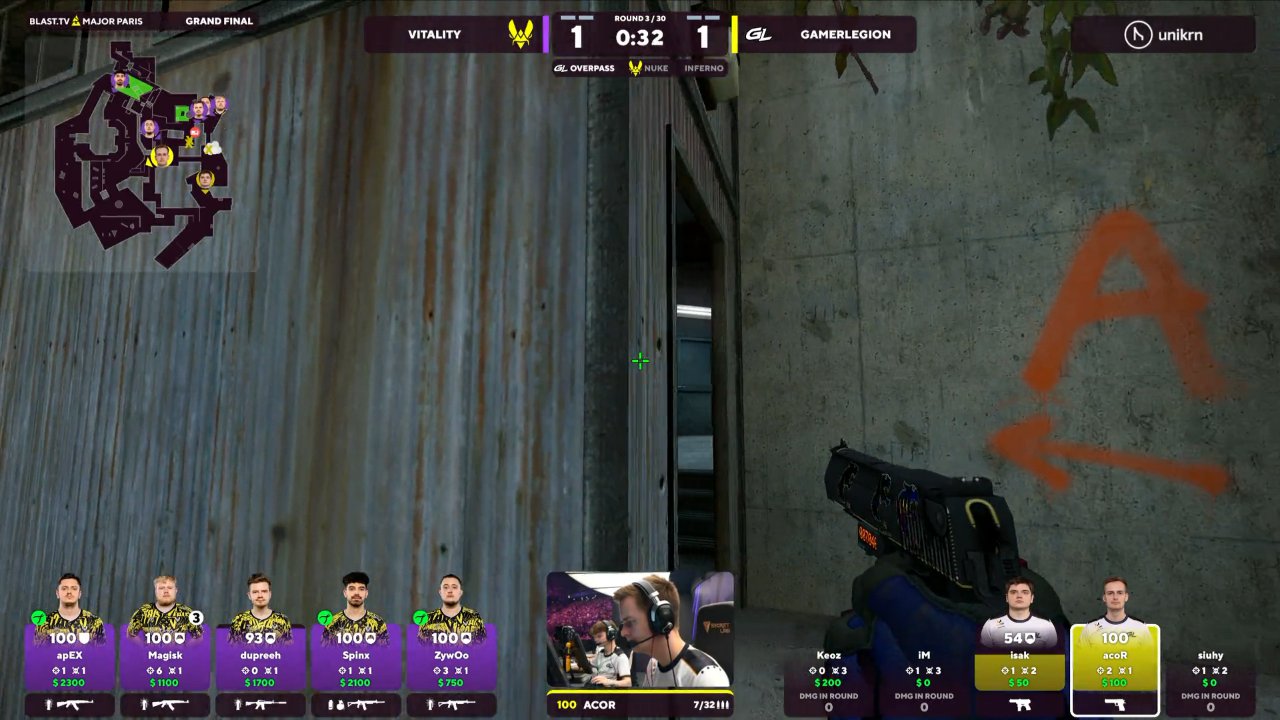 BLAST.TV MAJOR PARIS GRAND FINAL
VITALITY 1 ROUND 3 / 30 0:32 1 GL GAMERLEGION
unikrn
GL OVERPASS NUKE INFERNO
A
3
100 100 93 100 100
apEX Magisk dupreeh Spinx ZywOo
1 1 6 1 0 1 1 1 3 1
$2300 $1100 $1700 $2100 $750
100 ACOR 7/32
54 100
Keoz iM isak acoR siuhy
0 3 1 3 1 2 2 1 1 2
$200 $0 $50 $100 $0
DMG IN ROUND DMG IN ROUND DMG IN ROUND
0 0 0